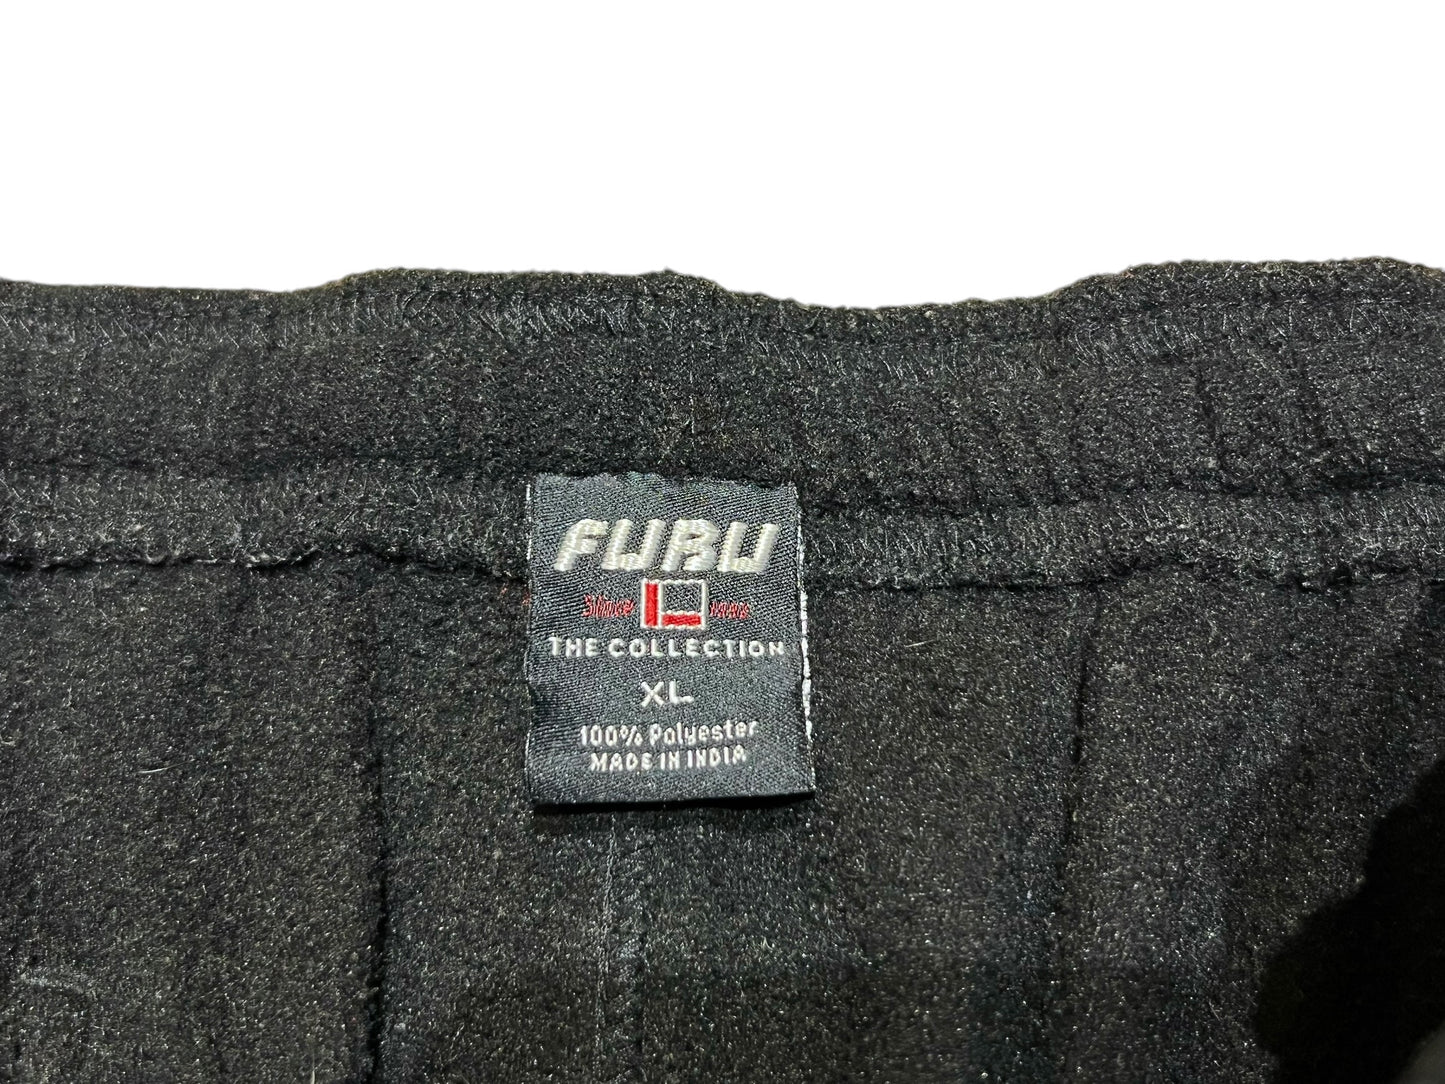 FUBU
THE COLLECTION
XL
100% Polyester
MADE IN INDIA